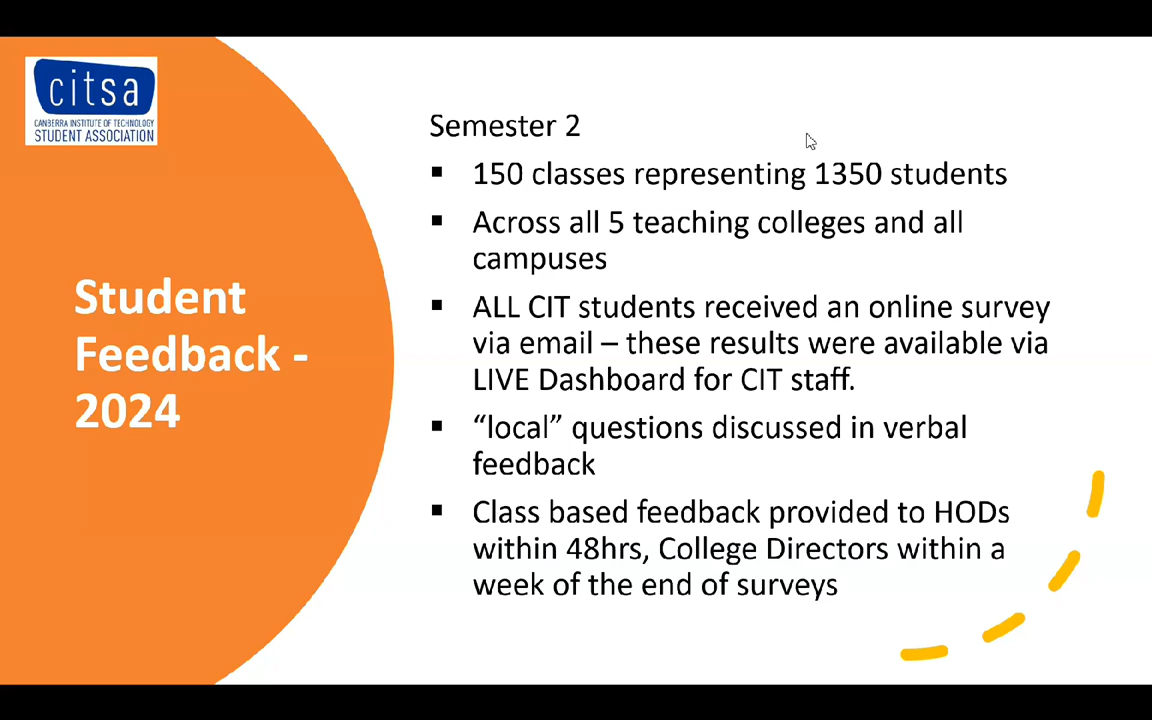 citsa
CANBERRA INSTITUTE OF TECHNOLOGY
STUDENT ASSOCIATION
Student
Feedback -
2024
Semester 2
▪ 150 classes representing 1350 students
▪ Across all 5 teaching colleges and all
campuses
▪ ALL CIT students received an online survey
via email – these results were available via
LIVE Dashboard for CIT staff.
▪ “local” questions discussed in verbal
feedback
▪ Class based feedback provided to HODs
within 48hrs, College Directors within a
week of the end of surveys